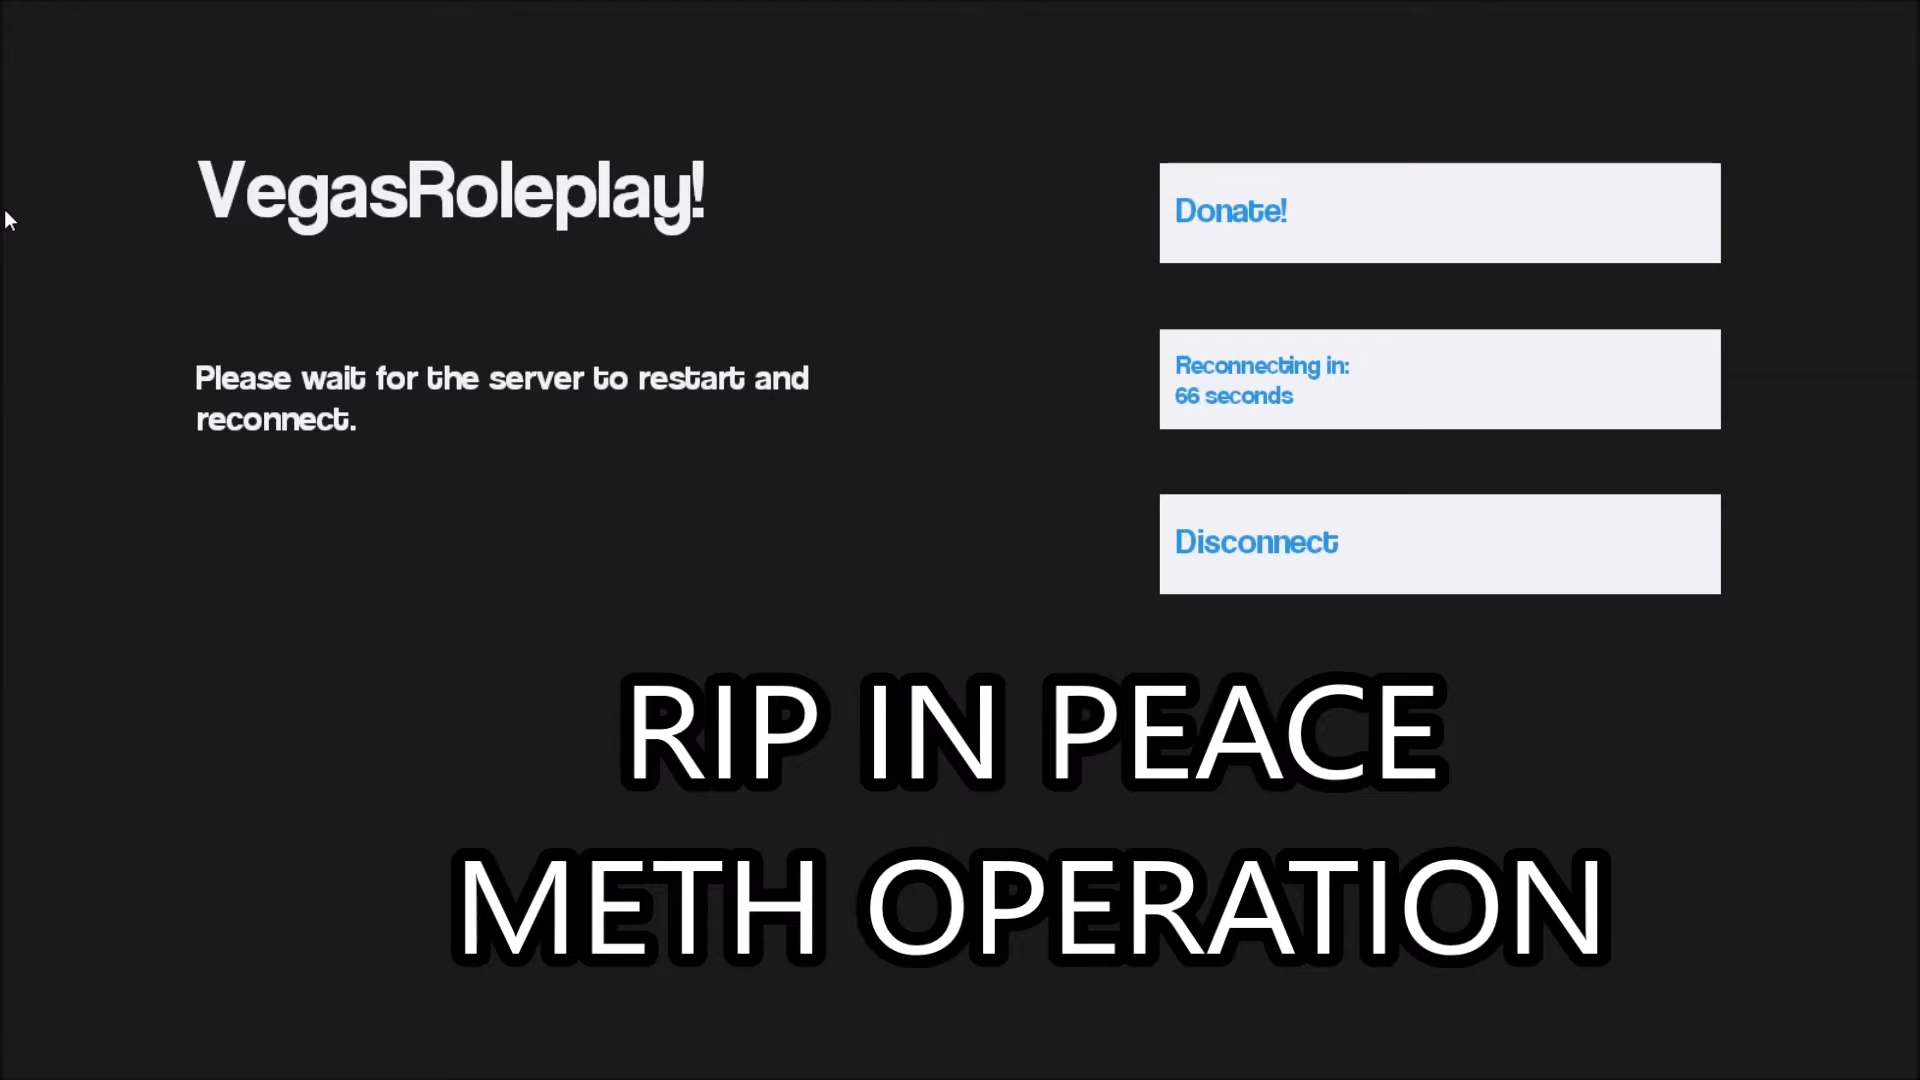 VegasRoleplay!
Please wait for the server to restart and
reconnect.
Donate!
Reconnecting in:
66 seconds
Disconnect
RIP IN PEACE
METH OPERATION